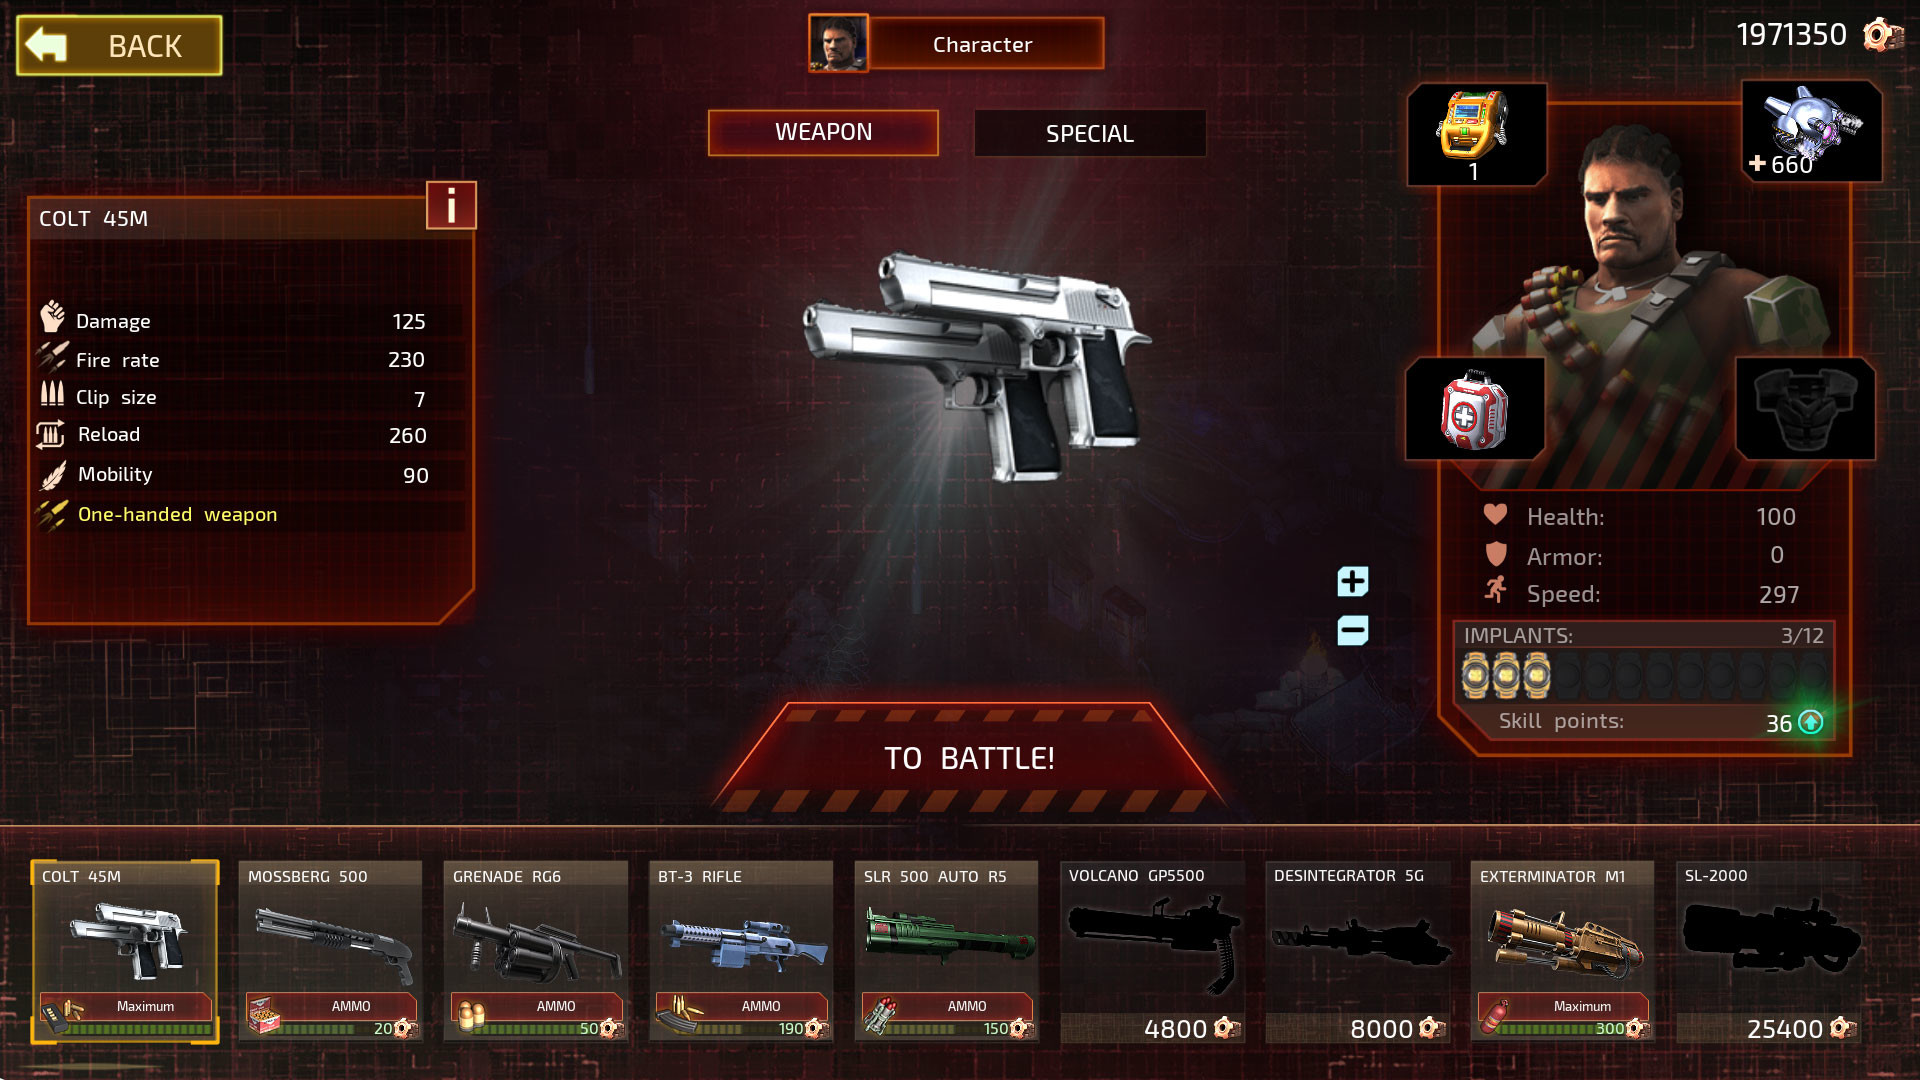 BACK
Character
1971350
WEAPON
SPECIAL
1
+660
COLT 45M
i
Damage 125
Fire rate 230
Clip size 7
Reload 260
Mobility 90
One-handed weapon
Health: 100
Armor: 0
Speed: 297
IMPLANTS: 3/12
Skill points: 36
TO BATTLE!
COLT 45M
Maximum
MOSSBERG 500
AMMO
20
GRENADE RG6
AMMO
50
BT-3 RIFLE
AMMO
190
SLR 500 AUTO R5
AMMO
150
VOLCANO GP5500
4800
DESINTEGRATOR 5G
8000
EXTERMINATOR M1
Maximum
300
SL-2000
25400